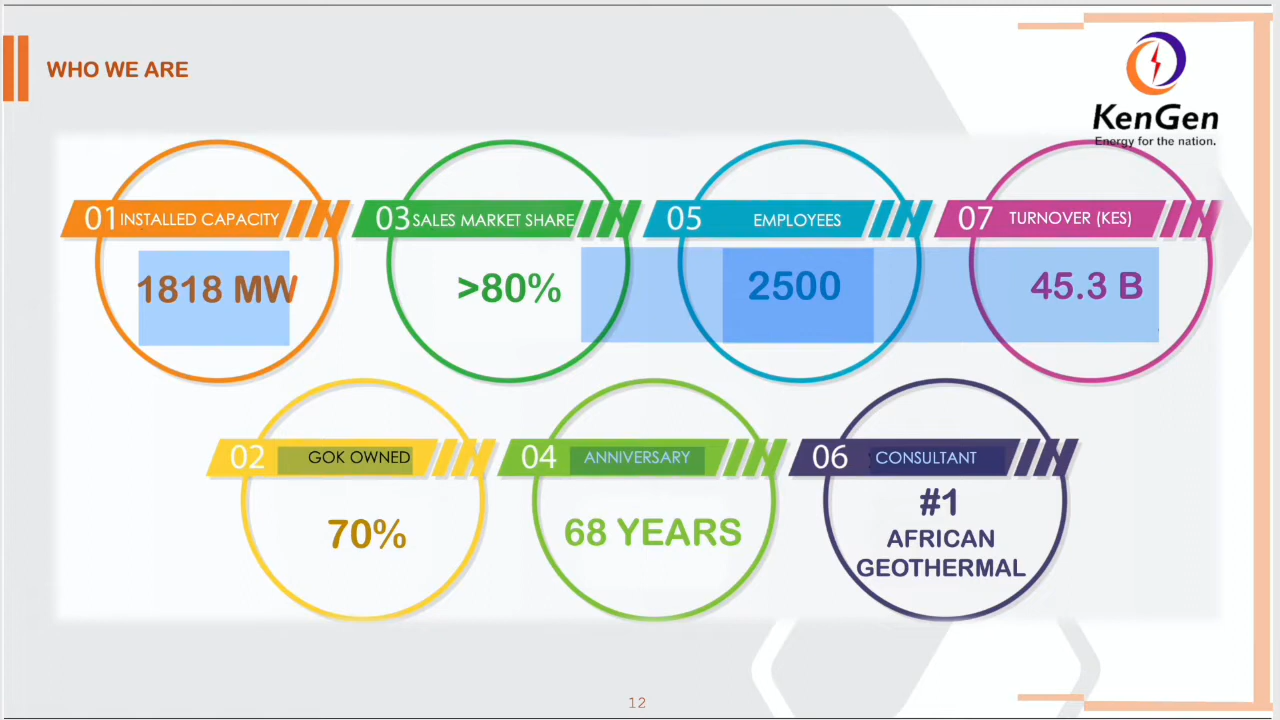 WHO WE ARE
KenGen
Energy for the nation.
01 INSTALLED CAPACITY
1818 MW
03 SALES MARKET SHARE
>80%
05 EMPLOYEES
2500
07 TURNOVER (KES)
45.3 B
02 GOK OWNED
70%
04 ANNIVERSARY
68 YEARS
06 CONSULTANT
#1
AFRICAN
GEOTHERMAL
12